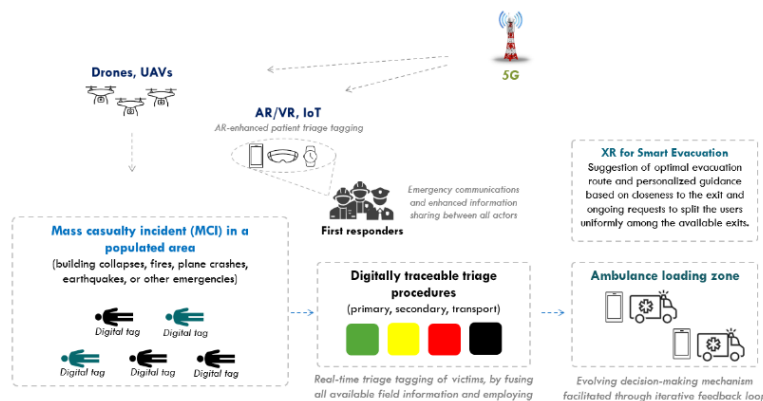 Drones, UAVs
5G
AR/VR, IoT
AR-enhanced patient triage tagging
Emergency communications
and enhanced information
sharing between all actors
First responders
XR for Smart Evacuation
Suggestion of optimal evacuation
route and personalized guidance
based on closeness to the exit and
ongoing requests to split the users
uniformly among the available exits.
Mass casualty incident (MCI) in a
populated area
(building collapses, fires, plane crashes,
earthquakes, or other emergencies)
Digital tag
Digital tag
Digital tag
Digital tag
Digital tag
Digitally traceable triage
procedures
(primary, secondary, transport)
Real-time triage tagging of victims, by fusing
all available field information and employing
Ambulance loading zone
Evolving decision-making mechanism
facilitated through iterative feedback loop